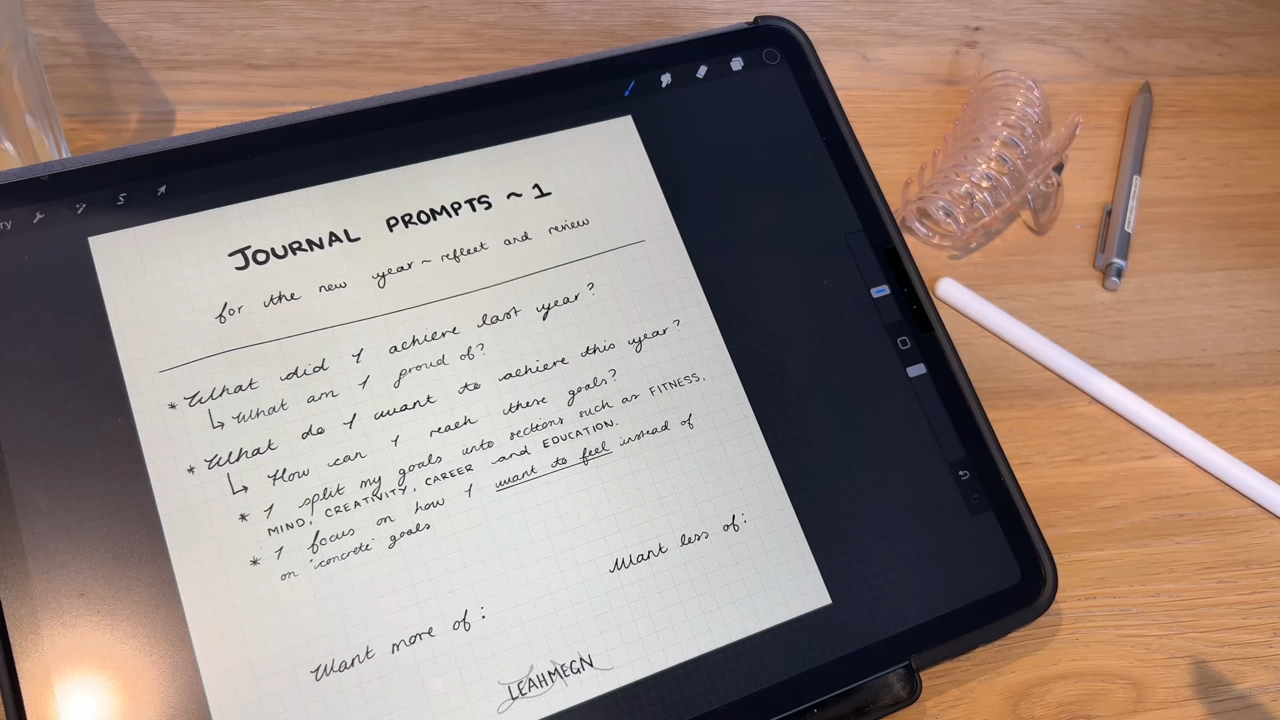 TY
JOURNAL PROMPTS ~ 1
for the new year ~ reflect and review
* What did I achieve last year?
↳ What am I proud of?
* What do I want to achieve this year?
↳ How can I reach these goals?
* I split my goals into sections such as FITNESS,
MIND, CREATIVITY, CAREER and EDUCATION.
* I focus on how I want to feel instead of
on 'concrete' goals
Want less of:
Want more of:
LEAHMEGN